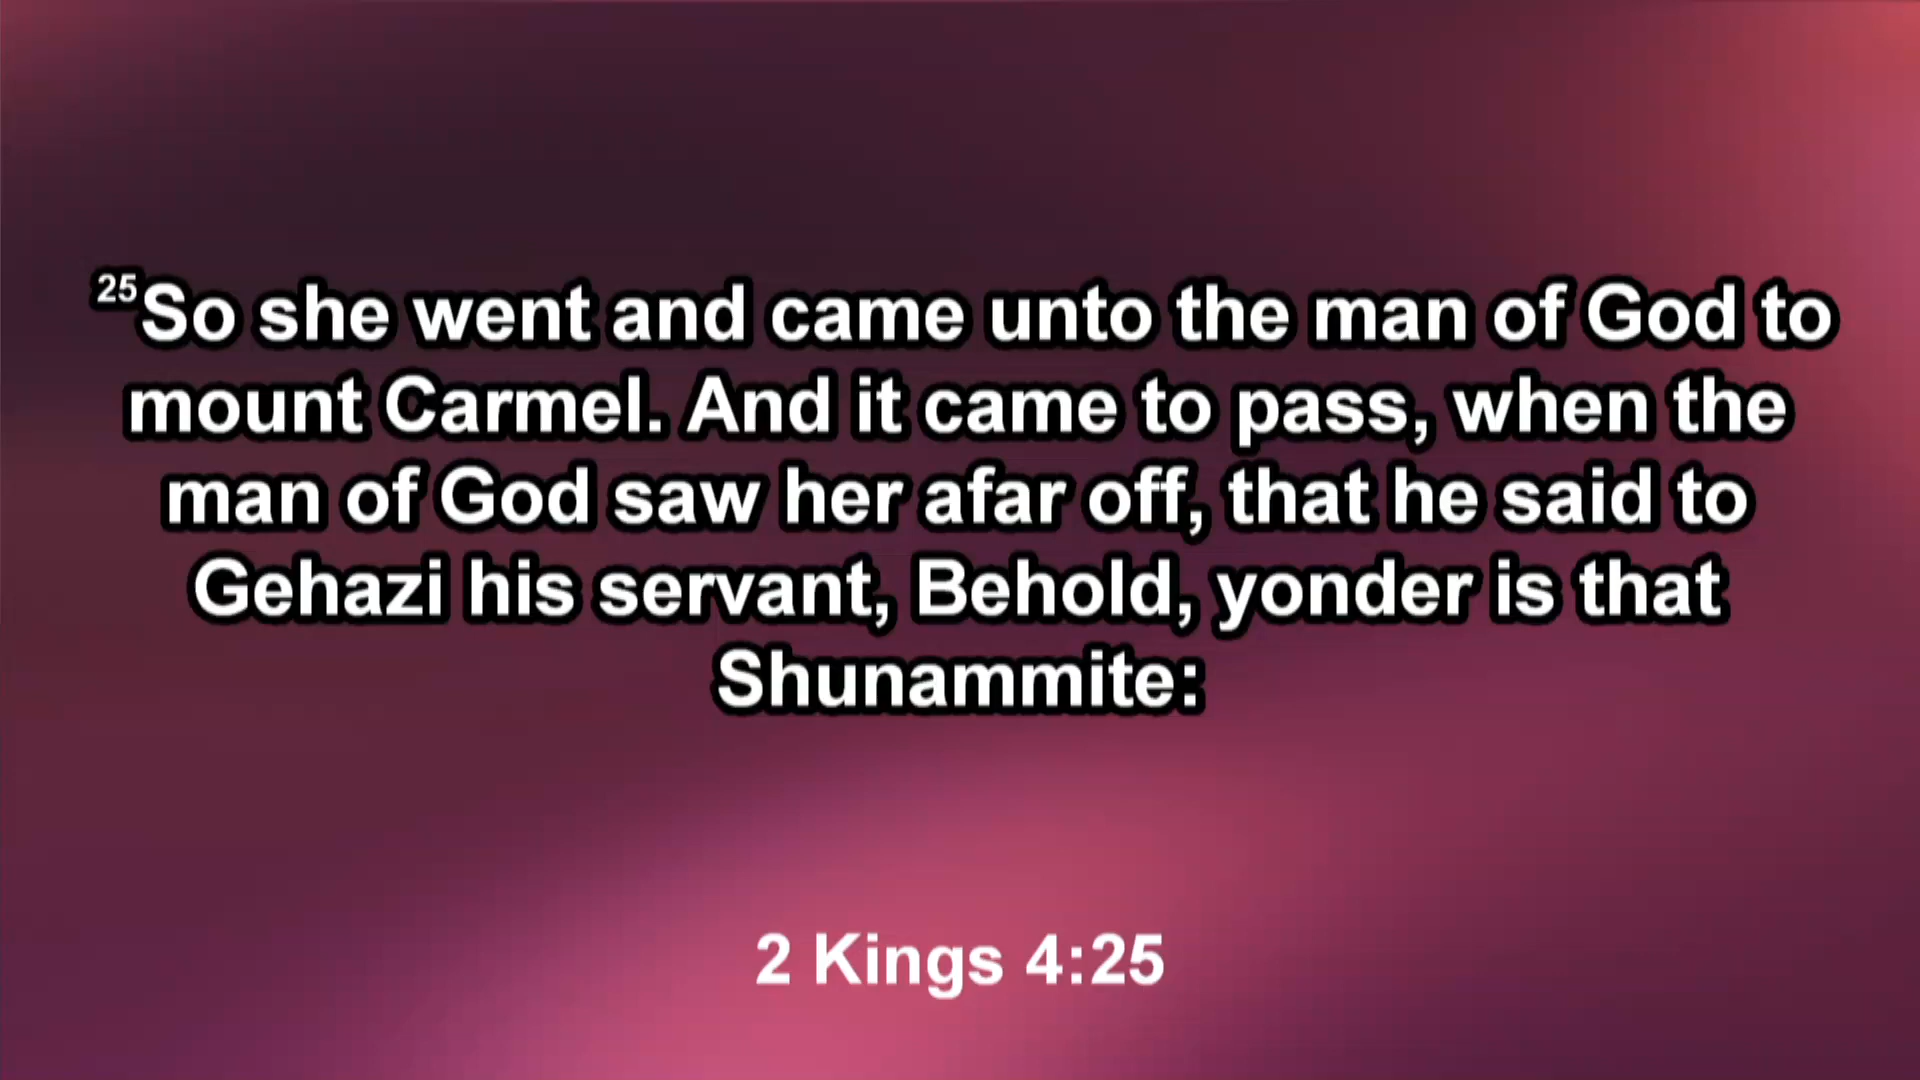 25So she went and came unto the man of God to
mount Carmel. And it came to pass, when the
man of God saw her afar off, that he said to
Gehazi his servant, Behold, yonder is that
Shunammite:
2 Kings 4:25